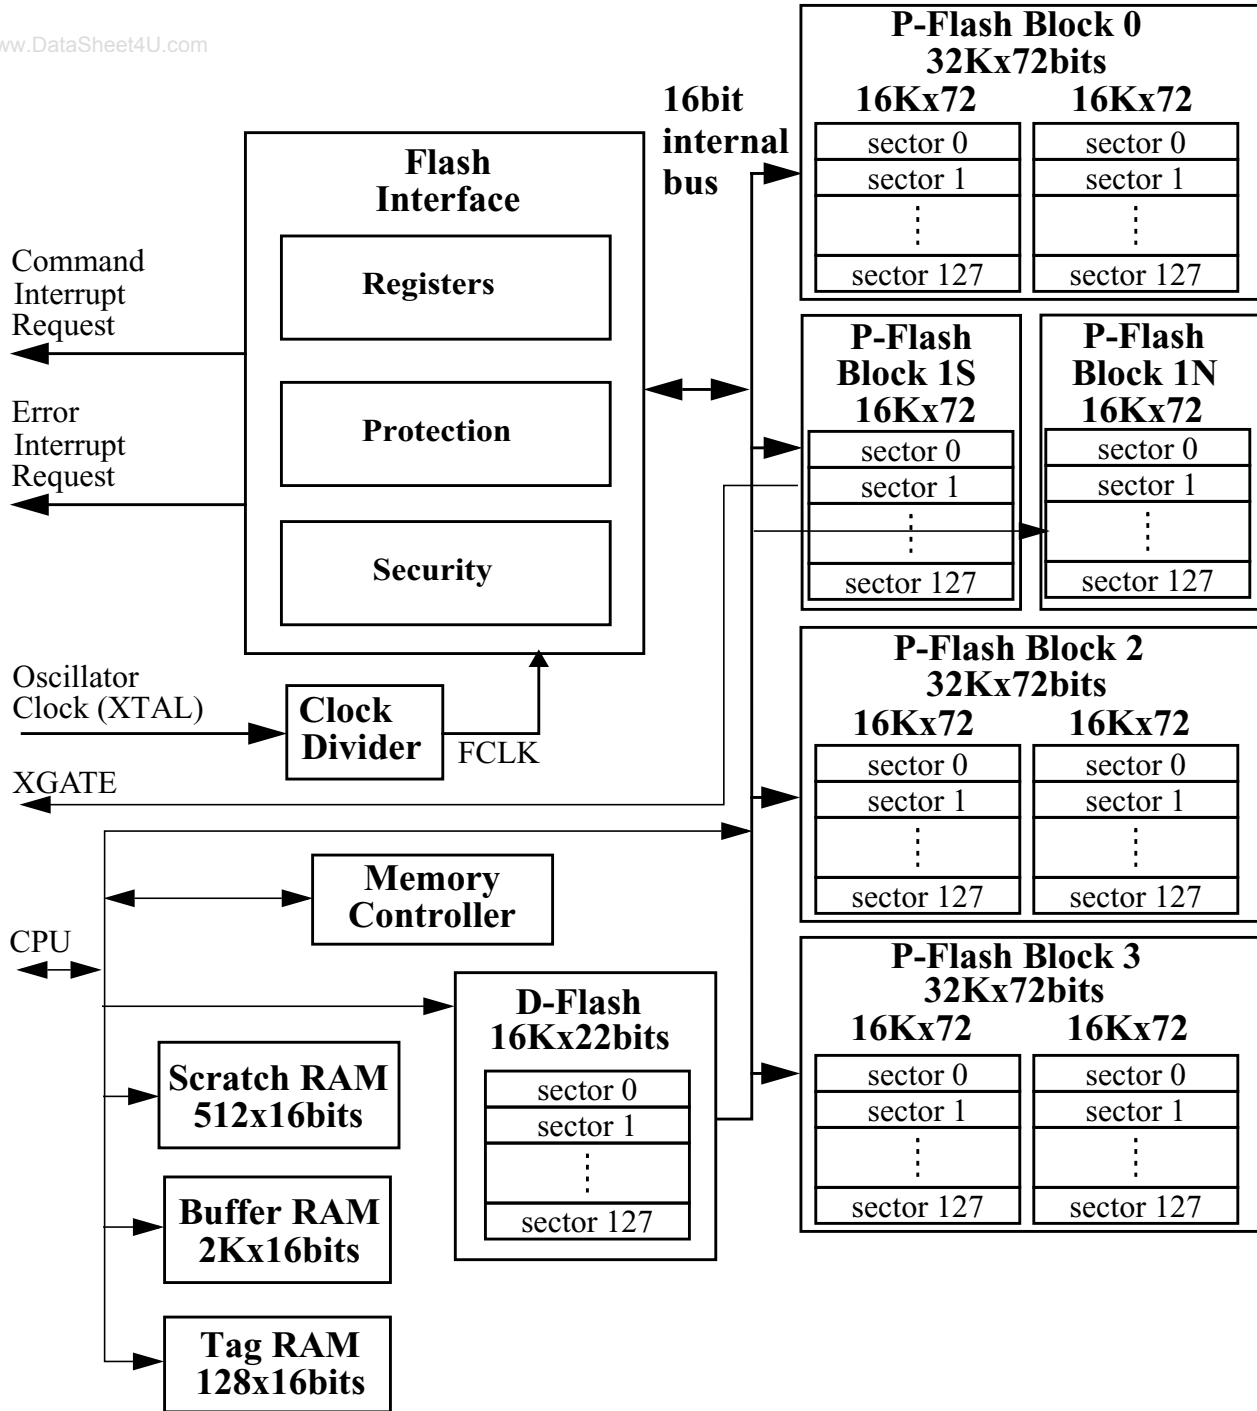 www.DataSheet4U.com
Flash
Interface
Registers
Protection
Security
Command
Interrupt
Request
Error
Interrupt
Request
Oscillator
Clock (XTAL)
Clock
Divider
FCLK
XGATE
Memory
Controller
CPU
D-Flash
16Kx22bits
sector 0
sector 1
sector 127
Scratch RAM
512x16bits
Buffer RAM
2Kx16bits
Tag RAM
128x16bits
16bit
internal
bus
P-Flash Block 0
32Kx72bits
16Kx72 16Kx72
sector 0 sector 0
sector 1 sector 1
sector 127 sector 127
P-Flash
Block 1S
16Kx72
sector 0
sector 1
sector 127
P-Flash
Block 1N
16Kx72
sector 0
sector 1
sector 127
P-Flash Block 2
32Kx72bits
16Kx72 16Kx72
sector 0 sector 0
sector 1 sector 1
sector 127 sector 127
P-Flash Block 3
32Kx72bits
16Kx72 16Kx72
sector 0 sector 0
sector 1 sector 1
sector 127 sector 127